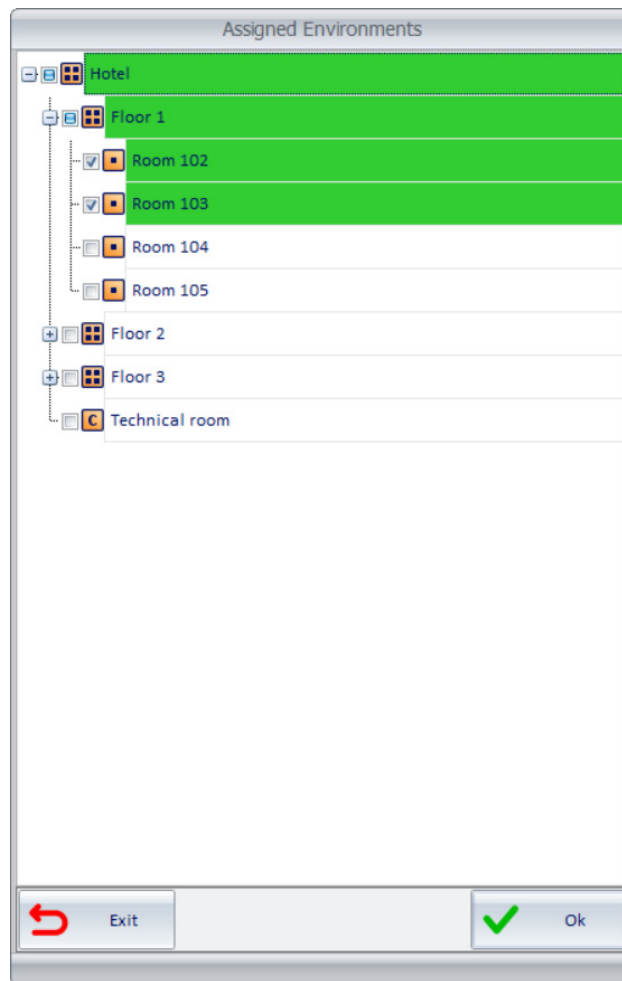 Assigned Environments
Hotel
Floor 1
Room 102
Room 103
Room 104
Room 105
Floor 2
Floor 3
C Technical room
Exit
Ok